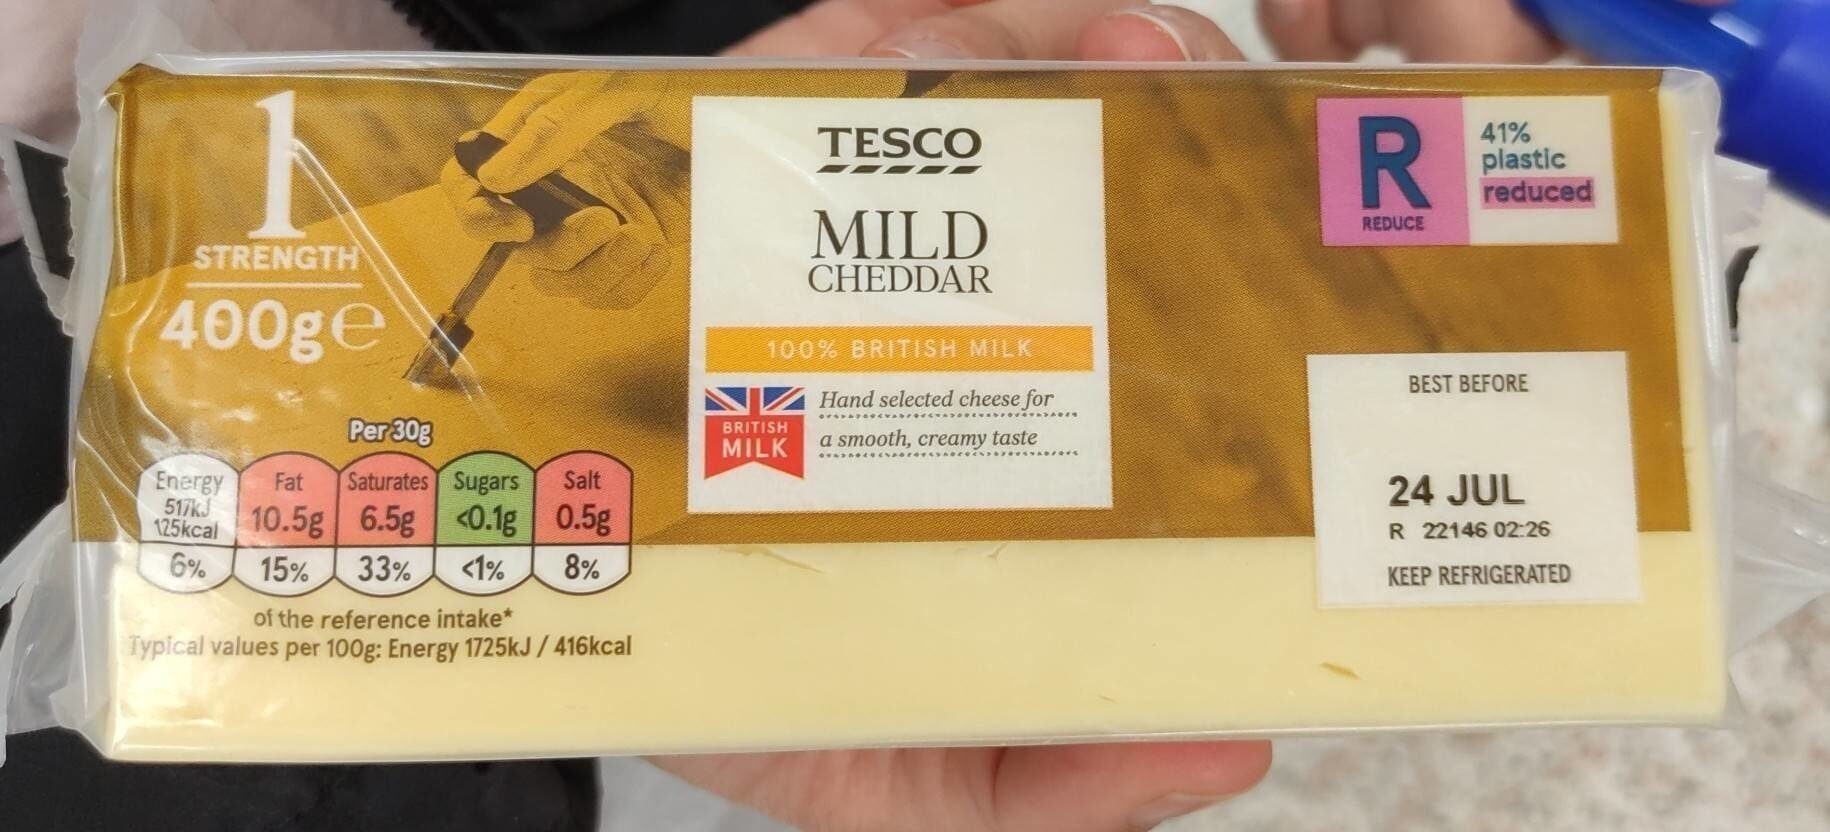 1
STRENGTH
400g℮
Per 30g
Energy
517kJ
125kcal
6%
Fat
10.5g
15%
Saturates
6.5g
33%
Sugars
<0.1g
<1%
Salt
0.5g
8%
of the reference intake*
Typical values per 100g: Energy 1725kJ / 416kcal
TESCO
MILD
CHEDDAR
100% BRITISH MILK
BRITISH
MILK
Hand selected cheese for
a smooth, creamy taste
R
REDUCE
41%
plastic
reduced
BEST BEFORE
24 JUL
R 22146 02:26
KEEP REFRIGERATED